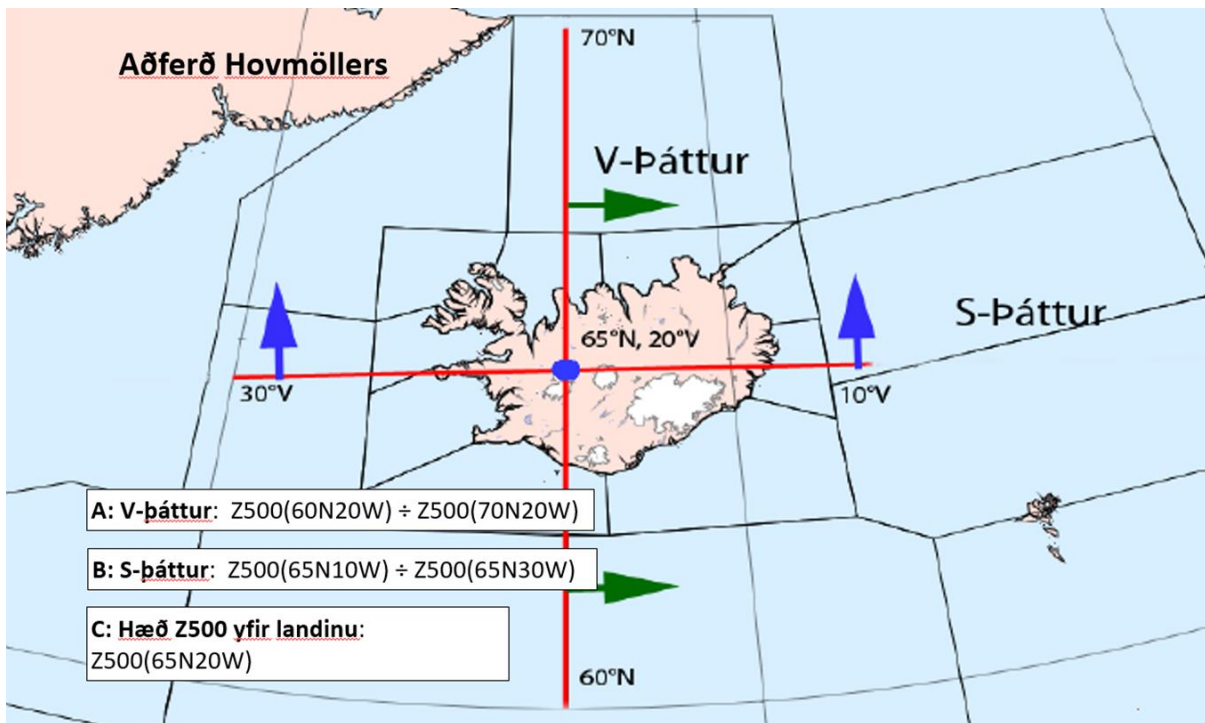 Aðferð Hovmöllers
70°N
V-Þáttur
S-Þáttur
65°N, 20°V
30°V
10°V
A: V-þáttur: Z500(60N20W) ÷ Z500(70N20W)
B: S-þáttur: Z500(65N10W) ÷ Z500(65N30W)
C: Hæð Z500 yfir landinu:
Z500(65N20W)
60°N